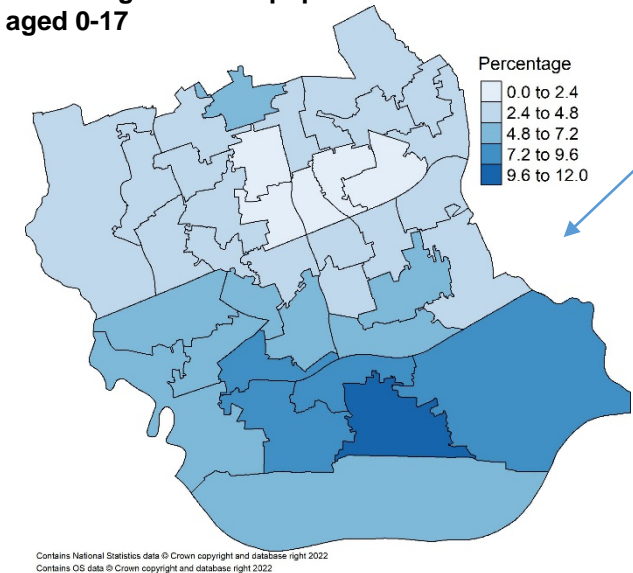 aged 0-17
Percentage
0.0 to 2.4
2.4 to 4.8
4.8 to 7.2
7.2 to 9.6
9.6 to 12.0
Contains National Statistics data © Crown copyright and database right 2022
Contains OS data © Crown copyright and database right 2022